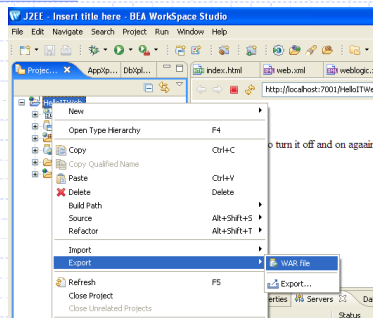 J2EE - Insert title here - BEA WorkSpace Studio
File Edit Navigate Search Project Run Window Help
Projec... AppXp... DbXpl... index.html web.xml weblogic.
http://localhost:7001/HelloITWe
HelloITWeb
New
Open Type Hierarchy F4
o turn it off and on agaair
Copy Ctrl+C
Copy Qualified Name
Paste Ctrl+V
Delete Delete
Build Path
Source Alt+Shift+S
Refactor Alt+Shift+T
Import
Export WAR file
Refresh F5 Export...
Close Project erties Servers Da
Close Unrelated Projects Status